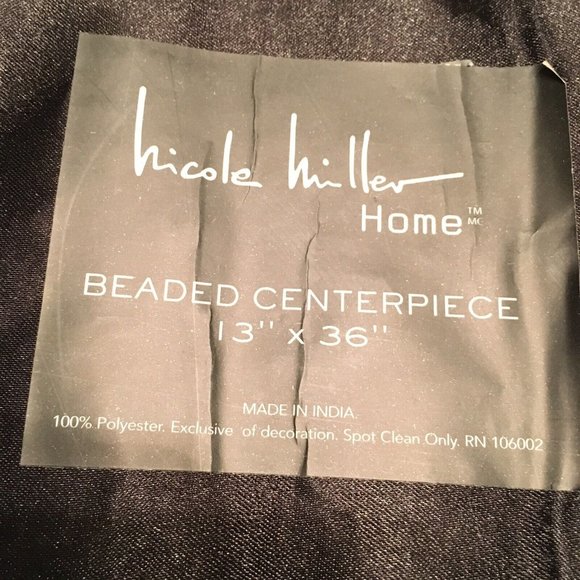 nicole miller
Home™ MC
BEADED CENTERPIECE
13" x 36"
MADE IN INDIA.
100% Polyester. Exclusive of decoration. Spot Clean Only. RN 106002